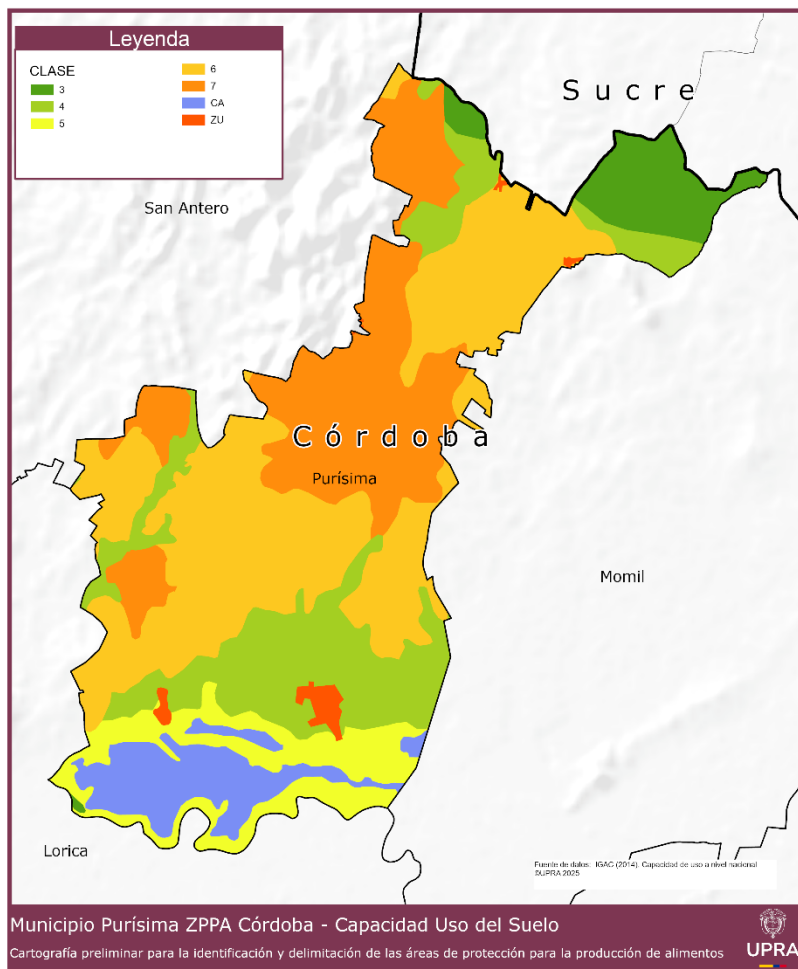 Leyenda
CLASE
3
4
5
6
7
CA
ZU
Sucre
San Antero
Córdoba
Purísima
Momil
Lorica
Fuente de datos: IGAC (2014). Capacidad de uso a nivel nacional
©UPRA 2025
Municipio Purísima ZPPA Córdoba - Capacidad Uso del Suelo
Cartografía preliminar para la identificación y delimitación de las áreas de protección para la producción de alimentos
UPRA